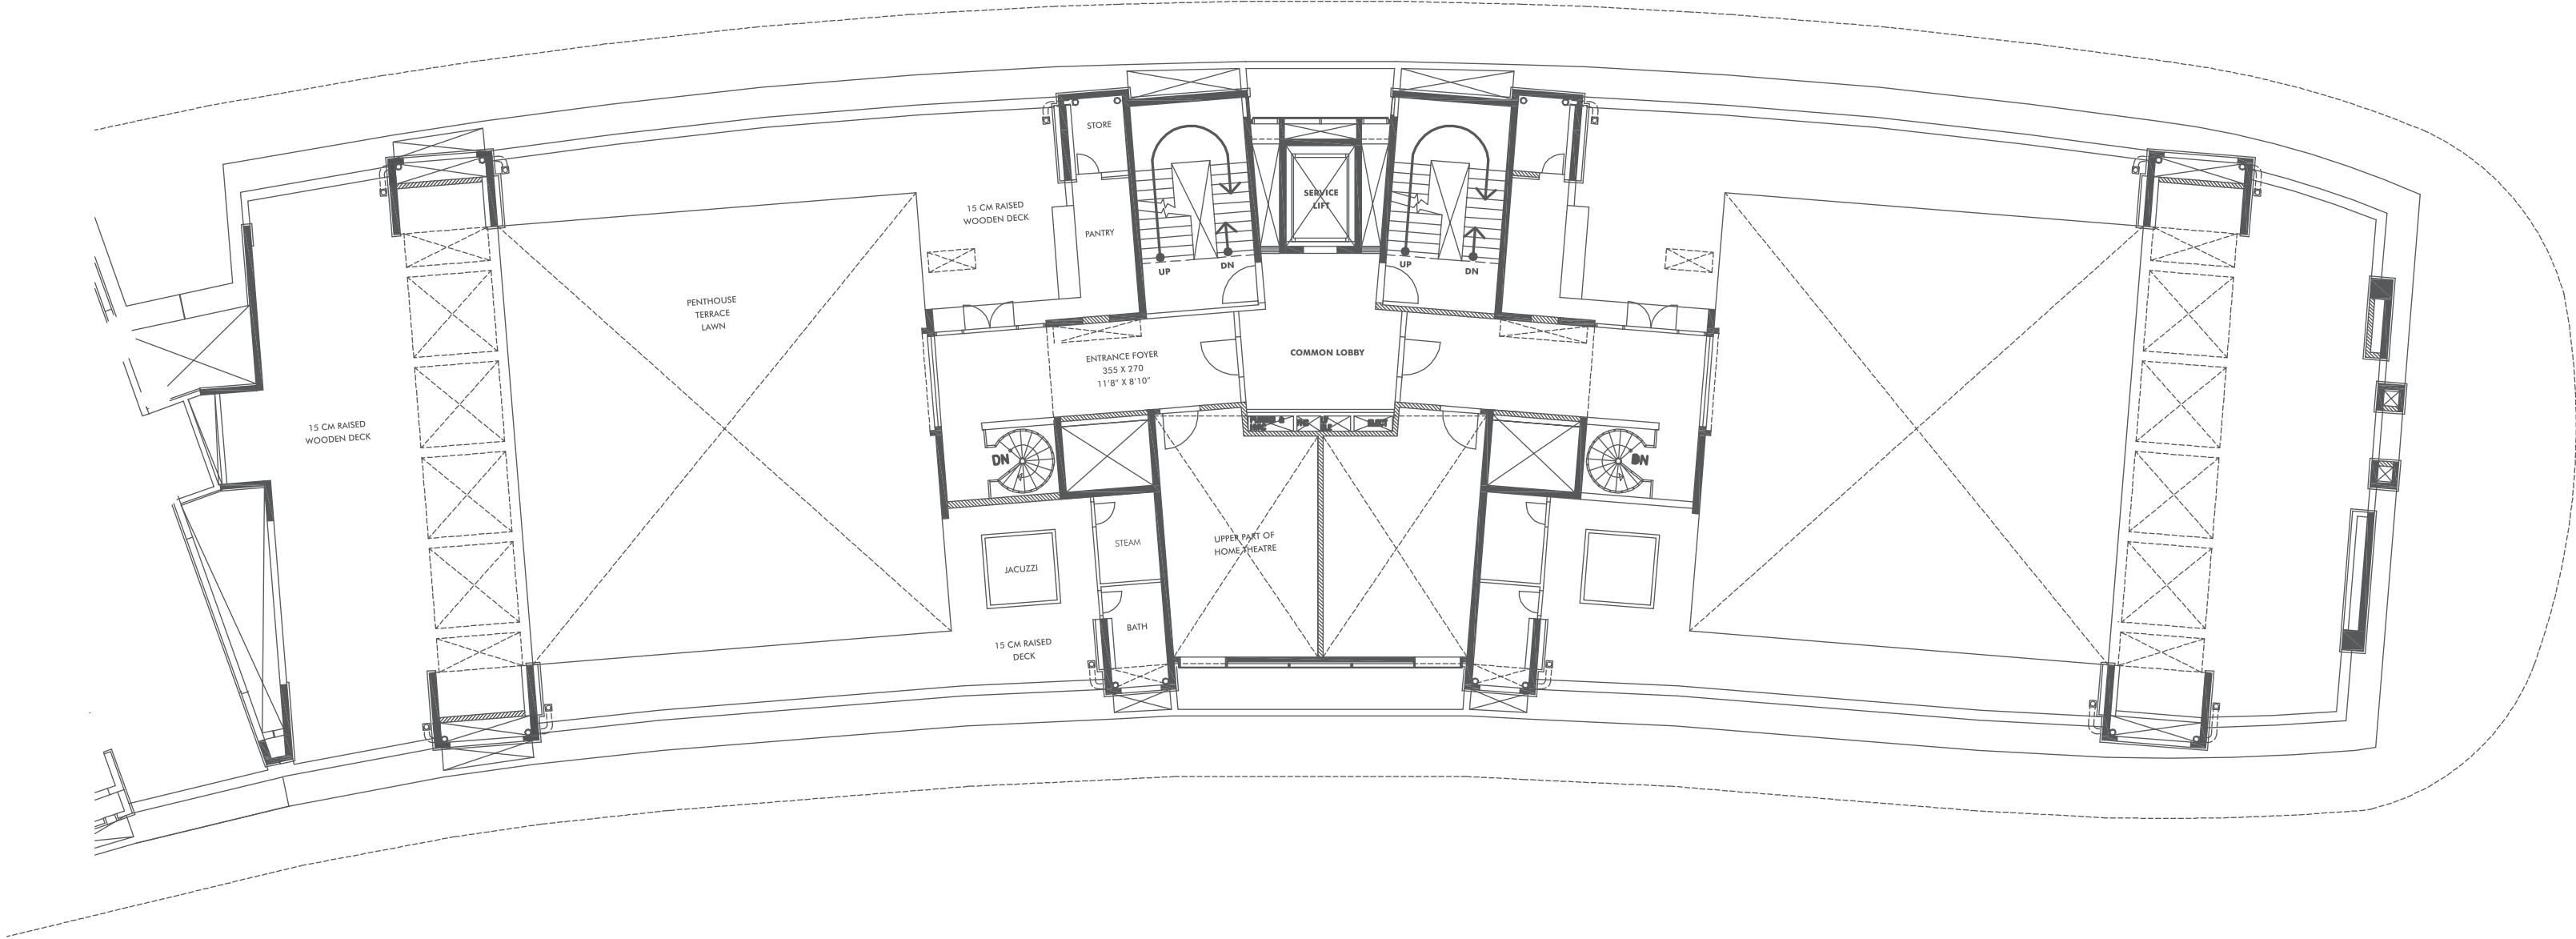 STORE
15 CM RAISED
WOODEN DECK
PANTRY
UP
DN
SERVICE
LIFT
UP
DN
PENTHOUSE
TERRACE
LAWN
ENTRANCE FOYER
355 X 270
11'8" X 8'10"
COMMON LOBBY
15 CM RAISED
WOODEN DECK
DN
DN
STEAM
UPPER PART OF
HOME THEATRE
JACUZZI
BATH
15 CM RAISED
DECK